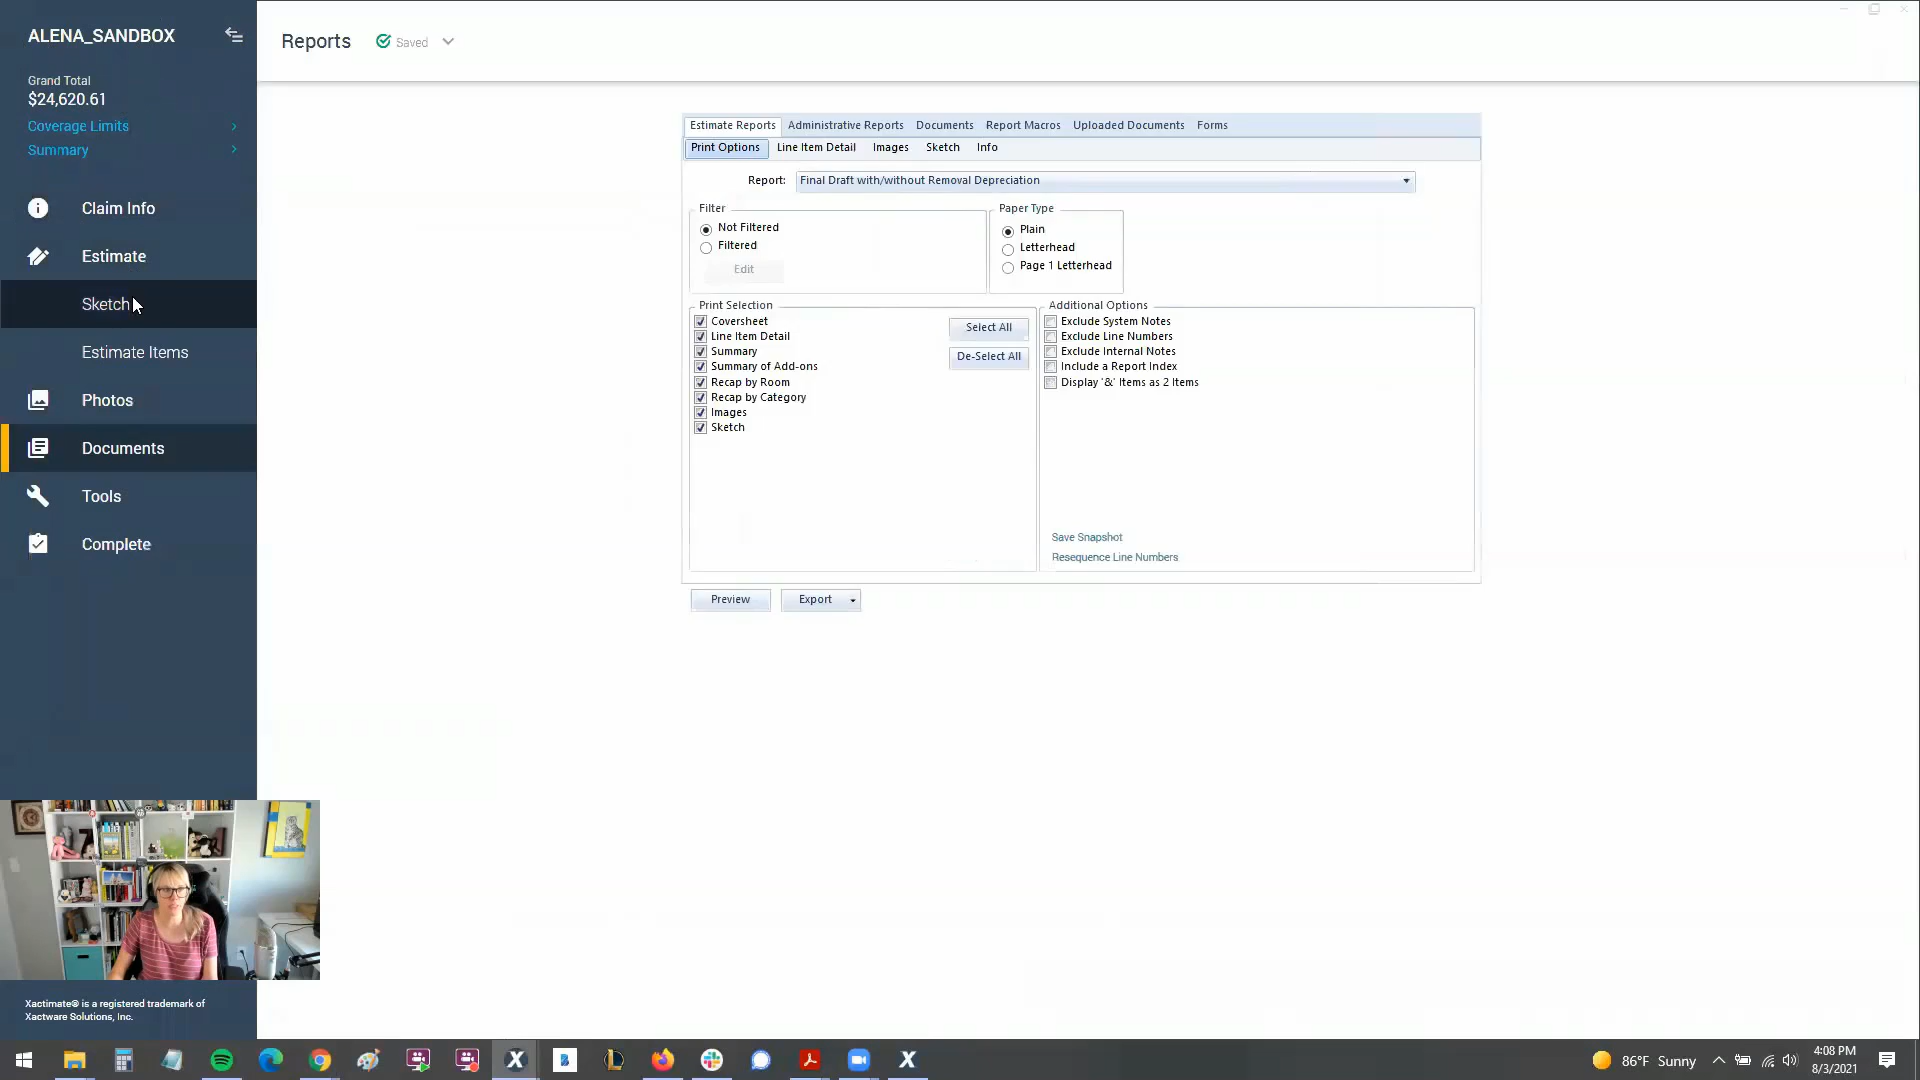 ALENA_SANDBOX
Grand Total
$24,620.61
Coverage Limits
Summary
Claim Info
Estimate
Sketch
Estimate Items
Photos
Documents
Tools
Complete
Xactimate® is a registered trademark of
Xactware Solutions, Inc.
Reports Saved
Estimate Reports Administrative Reports Documents Report Macros Uploaded Documents Forms
Print Options Line Item Detail Images Sketch Info
Report: Final Draft with/without Removal Depreciation
Filter
Not Filtered
Filtered
Edit
Paper Type
Plain
Letterhead
Page 1 Letterhead
Print Selection
Coversheet
Line Item Detail
Summary
Summary of Add-ons
Recap by Room
Recap by Category
Images
Sketch
Select All
De-Select All
Additional Options
Exclude System Notes
Exclude Line Numbers
Exclude Internal Notes
Include a Report Index
Display '&' Items as 2 Items
Save Snapshot
Resequence Line Numbers
Preview Export
86°F Sunny
4:08 PM
8/3/2021